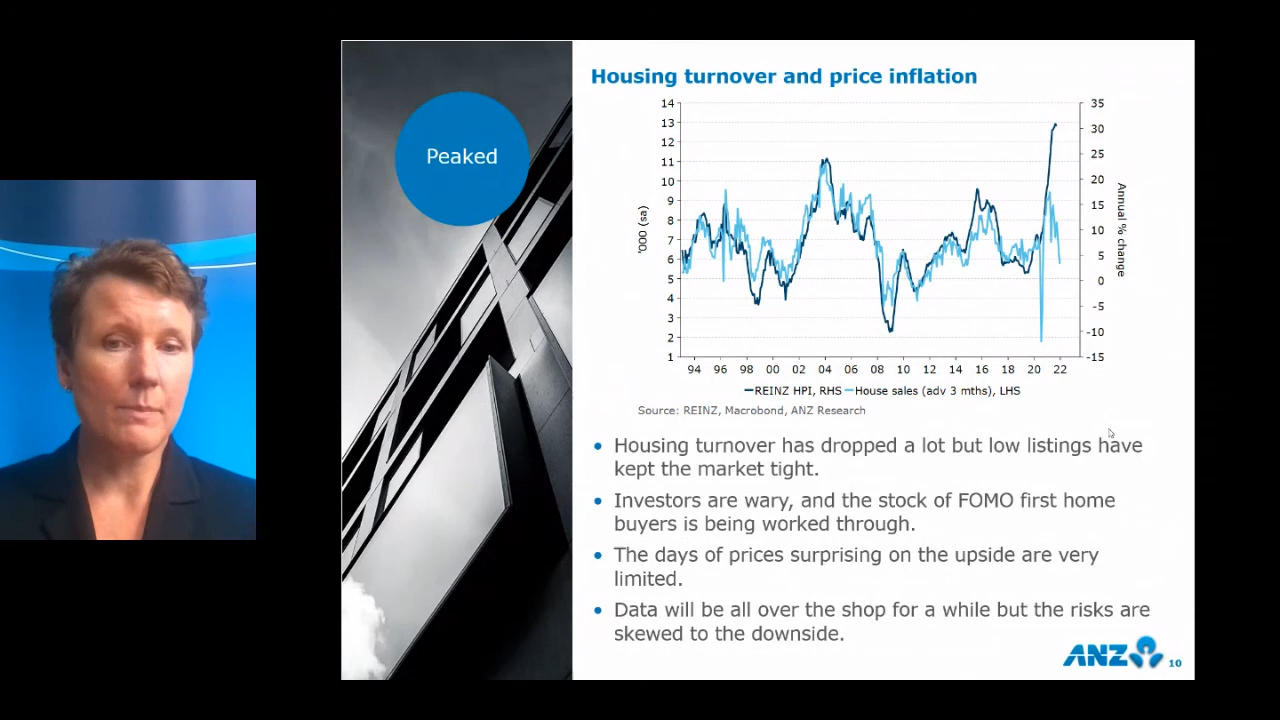 Peaked
Housing turnover and price inflation
14
13
12
11
10
9
8
7
6
5
4
3
2
1
'000 (sa)
35
30
25
20
15
10
5
0
-5
-10
-15
Annual % change
94 96 98 00 02 04 06 08 10 12 14 16 18 20 22
REINZ HPI, RHS House sales (adv 3 mths), LHS
Source: REINZ, Macrobond, ANZ Research
• Housing turnover has dropped a lot but low listings have
kept the market tight.
• Investors are wary, and the stock of FOMO first home
buyers is being worked through.
• The days of prices surprising on the upside are very
limited.
• Data will be all over the shop for a while but the risks are
skewed to the downside.
ANZ 10